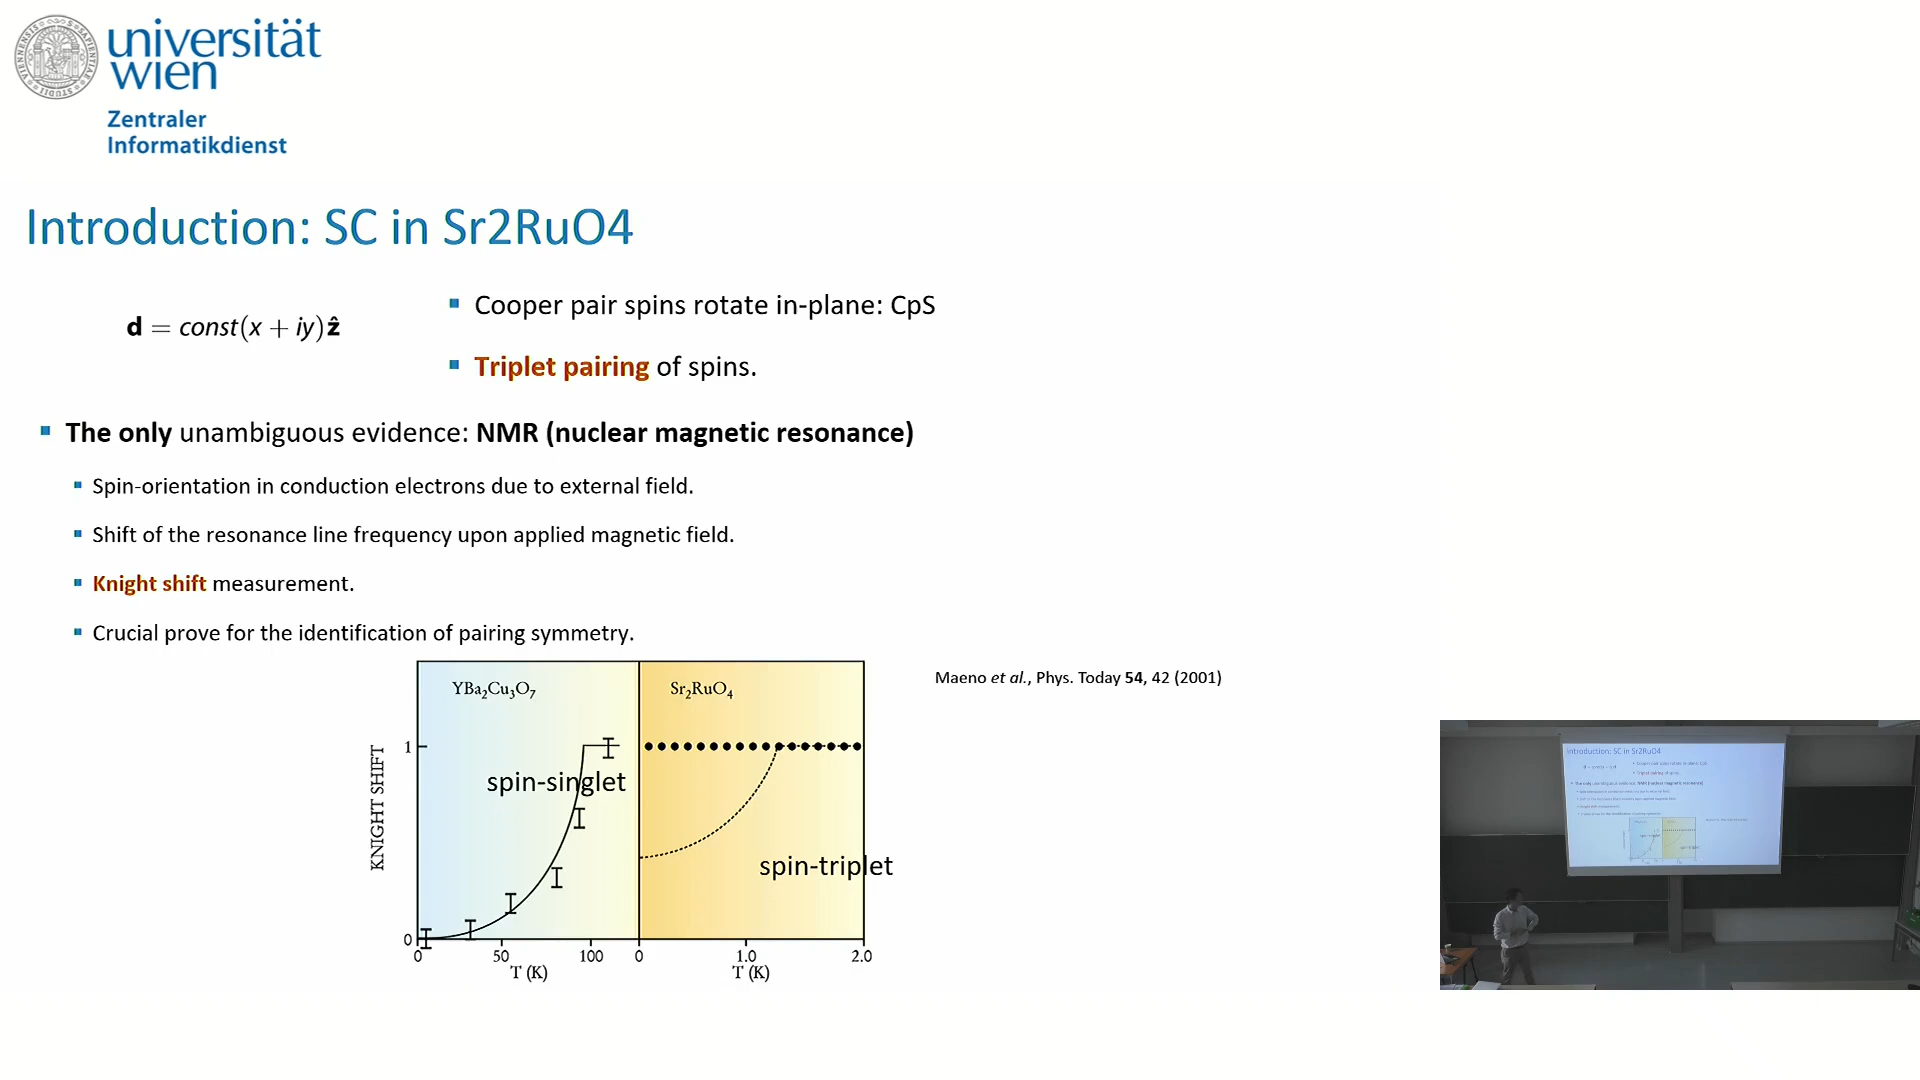 universität
wien
Zentraler
Informatikdienst
Introduction: SC in Sr2RuO4
d = const(x + iy)ẑ
Cooper pair spins rotate in-plane: CpS
Triplet pairing of spins.
The only unambiguous evidence: NMR (nuclear magnetic resonance)
Spin-orientation in conduction electrons due to external field.
Shift of the resonance line frequency upon applied magnetic field.
Knight shift measurement.
Crucial prove for the identification of pairing symmetry.
Maeno et al., Phys. Today 54, 42 (2001)
YBa₂Cu₃O₇
Sr₂RuO₄
KNIGHT SHIFT
1
0
spin-singlet
spin-triplet
0 50 100 0 1.0 2.0
T (K) T (K)
Introduction: SC in Sr2RuO4